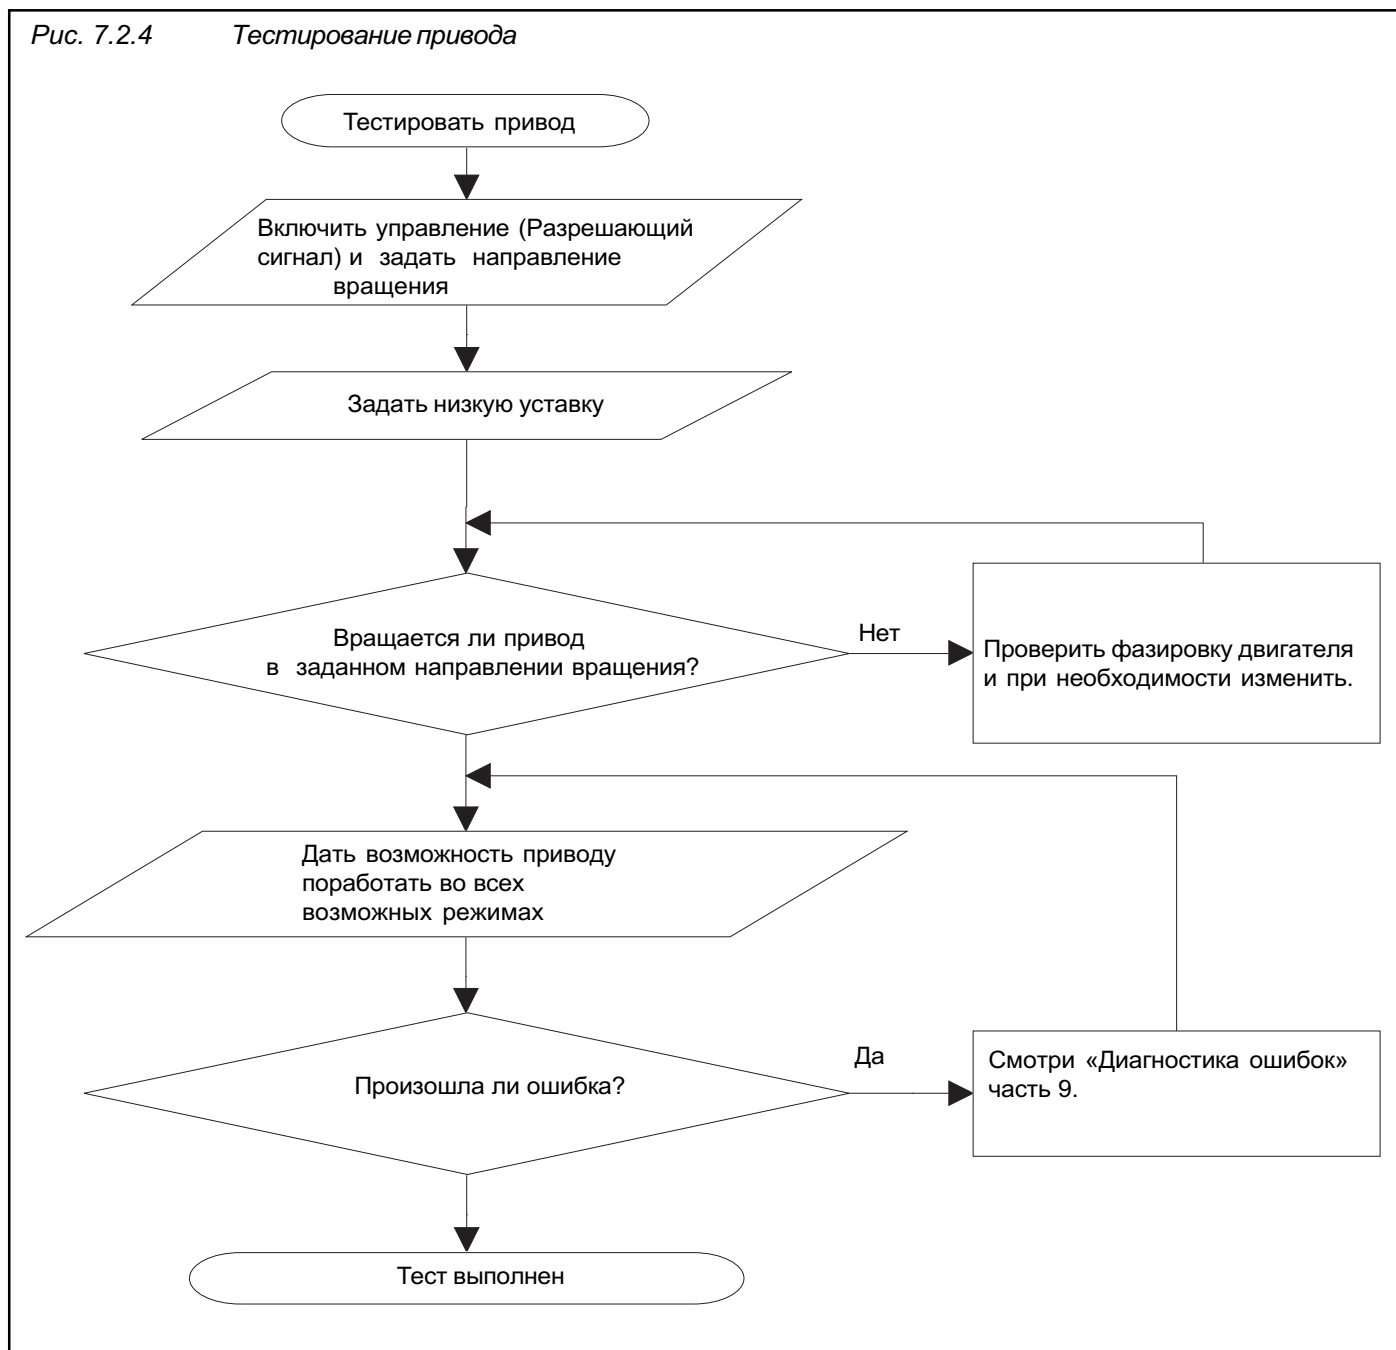 Рис. 7.2.4 Тестирование привода
Тестировать привод
Включить управление (Разрешающий
сигнал) и задать направление
вращения
Задать низкую уставку
Вращается ли привод
в заданном направлении вращения?
Нет
Проверить фазировку двигателя
и при необходимости изменить.
Дать возможность приводу
поработать во всех
возможных режимах
Произошла ли ошибка?
Да
Смотри «Диагностика ошибок»
часть 9.
Тест выполнен